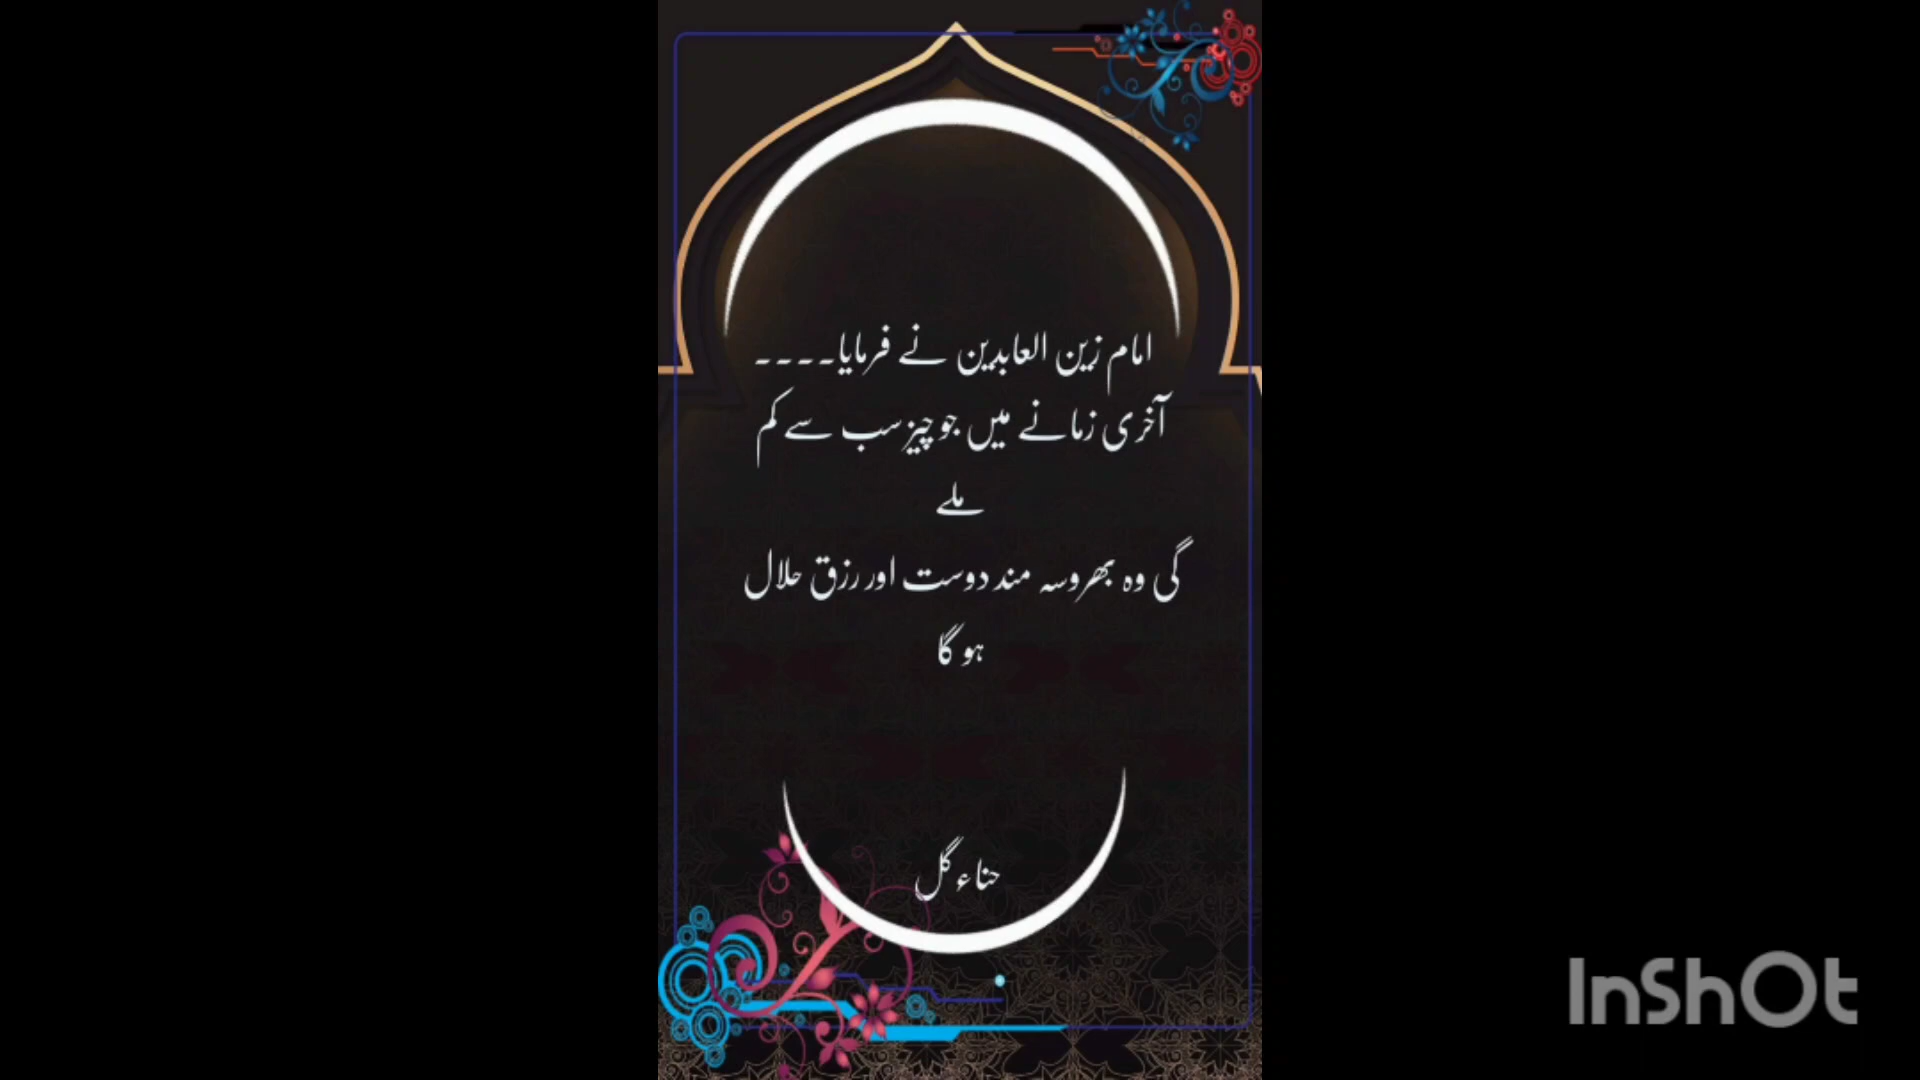 امام زین العابدین نے فرمایا۔۔۔۔
آخری زمانے میں جو چیز سب سے کم
ملے
گی وہ بھروسہ مند دوست اور رزق حلال
ہو گا
حناء گل
InShOt